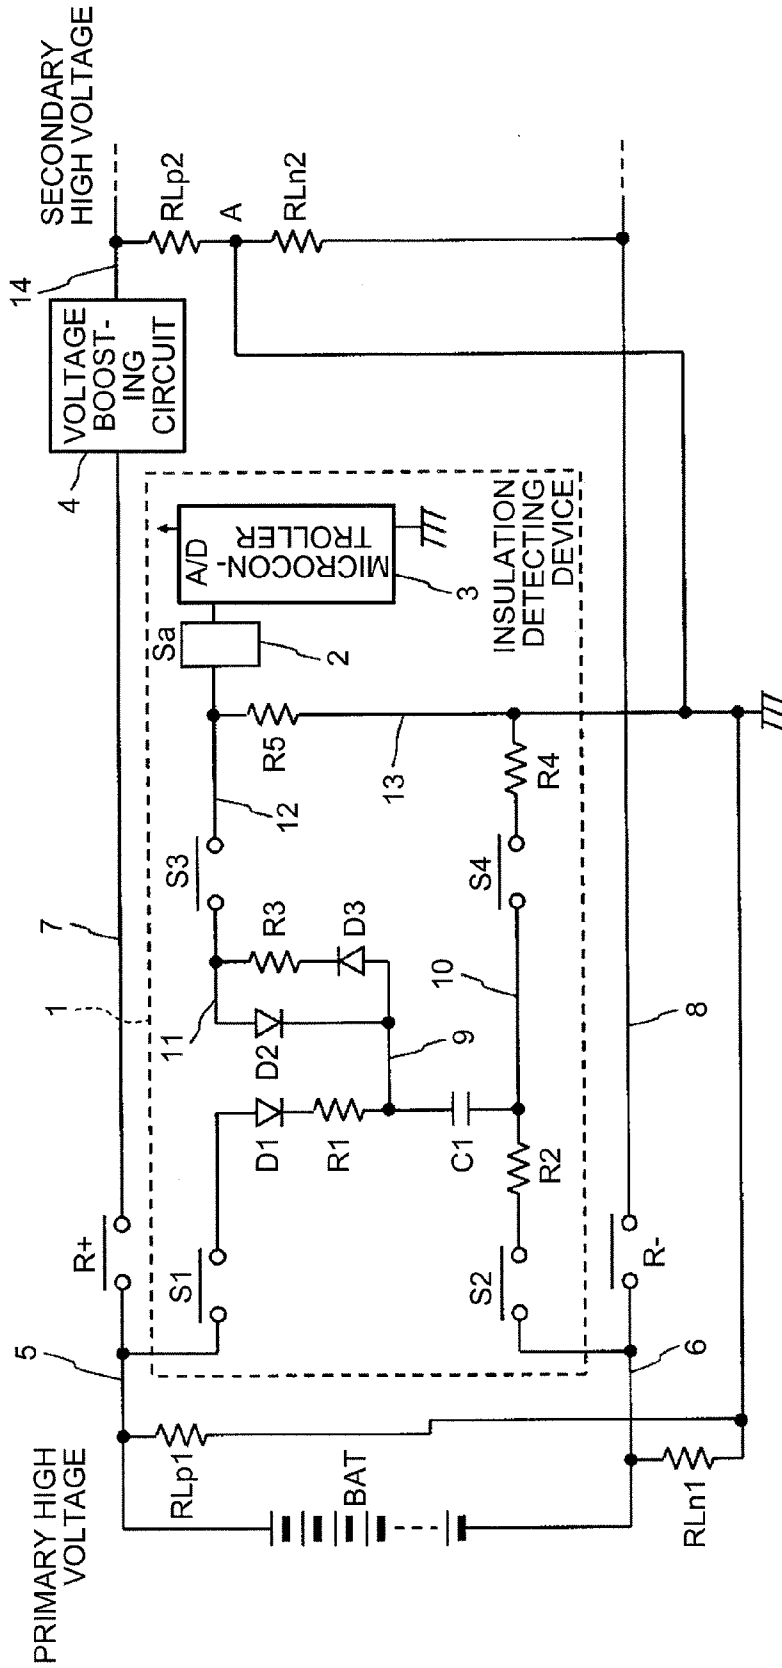 PRIMARY HIGH
VOLTAGE
5
R+
1
7
4
VOLTAGE
BOOST-
ING
CIRCUIT
14
SECONDARY
HIGH VOLTAGE
RLp1
BAT
RLn1
6
S1
D1
R1
C1
S2
R2
R-
11
D2
9
R3
D3
10
8
S3
S4
12
R5
13
R4
Sa
2
A/D
MICROCON-
TROLLER
3
INSULATION
DETECTING
DEVICE
RLp2
A
RLn2